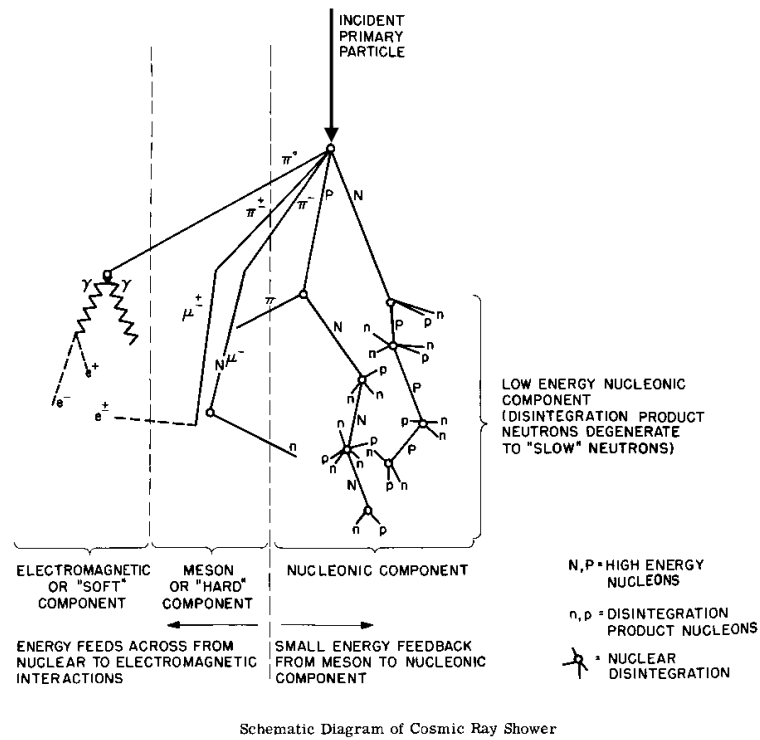 INCIDENT
PRIMARY
PARTICLE
π°
π±
π-
P
N
γ
γ
μ±
π
e+
e-
e±
N
μ-
n
N
n
p
n
P
n
n
n
p
P
p
n
n
N
p
n
n
P
n
p
n
n
p
n
n
N
p
n
n
p
LOW ENERGY NUCLEONIC
COMPONENT
(DISINTEGRATION PRODUCT
NEUTRONS DEGENERATE
TO "SLOW" NEUTRONS)
ELECTROMAGNETIC
OR "SOFT"
COMPONENT
MESON
OR "HARD"
COMPONENT
NUCLEONIC COMPONENT
ENERGY FEEDS ACROSS FROM
NUCLEAR TO ELECTROMAGNETIC
INTERACTIONS
SMALL ENERGY FEEDBACK
FROM MESON TO NUCLEONIC
COMPONENT
N,P = HIGH ENERGY
NUCLEONS
n,p = DISINTEGRATION
PRODUCT NUCLEONS
= NUCLEAR
DISINTEGRATION
Schematic Diagram of Cosmic Ray Shower